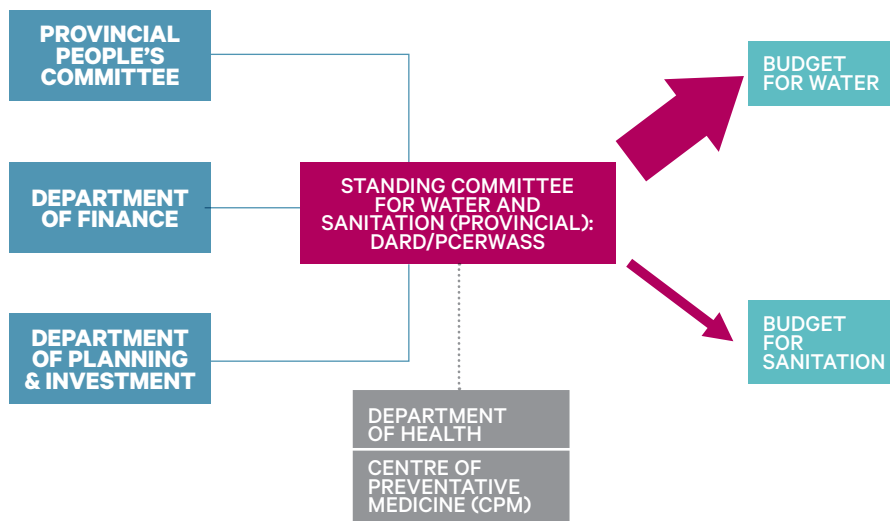 PROVINCIAL
PEOPLE'S
COMMITTEE
DEPARTMENT
OF FINANCE
DEPARTMENT
OF PLANNING
& INVESTMENT
STANDING COMMITTEE
FOR WATER AND
SANITATION (PROVINCIAL):
DARD/PCERWASS
DEPARTMENT
OF HEALTH
CENTRE OF
PREVENTATIVE
MEDICINE (CPM)
BUDGET
FOR WATER
BUDGET
FOR
SANITATION